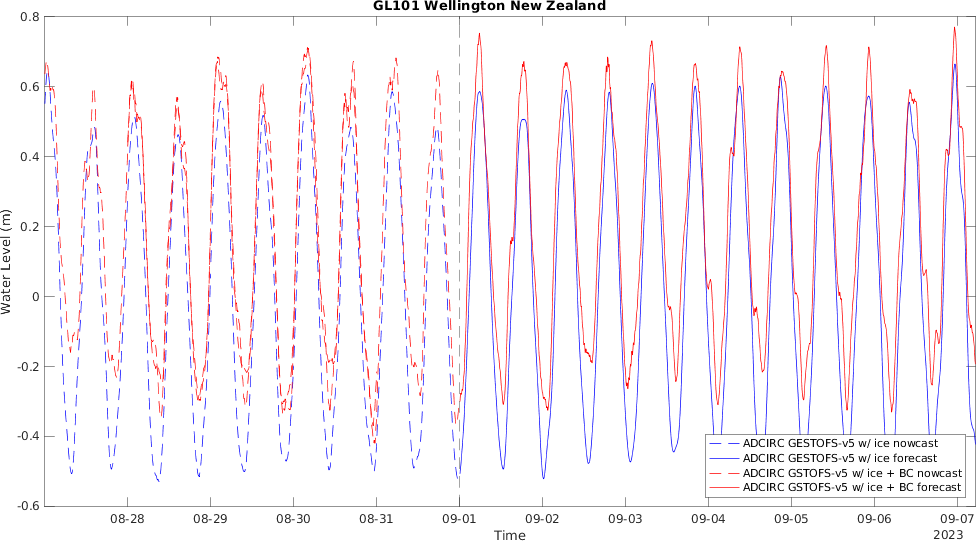 GL101 Wellington New Zealand
0.8
0.6
0.4
0.2
0
-0.2
-0.4
-0.6
Water Level (m)
08-28 08-29 08-30 08-31 09-01 09-02 09-03 09-04 09-05 09-06 09-07
Time
2023
ADCIRC GESTOFS-v5 w/ ice nowcast
ADCIRC GESTOFS-v5 w/ ice forecast
ADCIRC GSTOFS-v5 w/ ice + BC nowcast
ADCIRC GSTOFS-v5 w/ ice + BC forecast